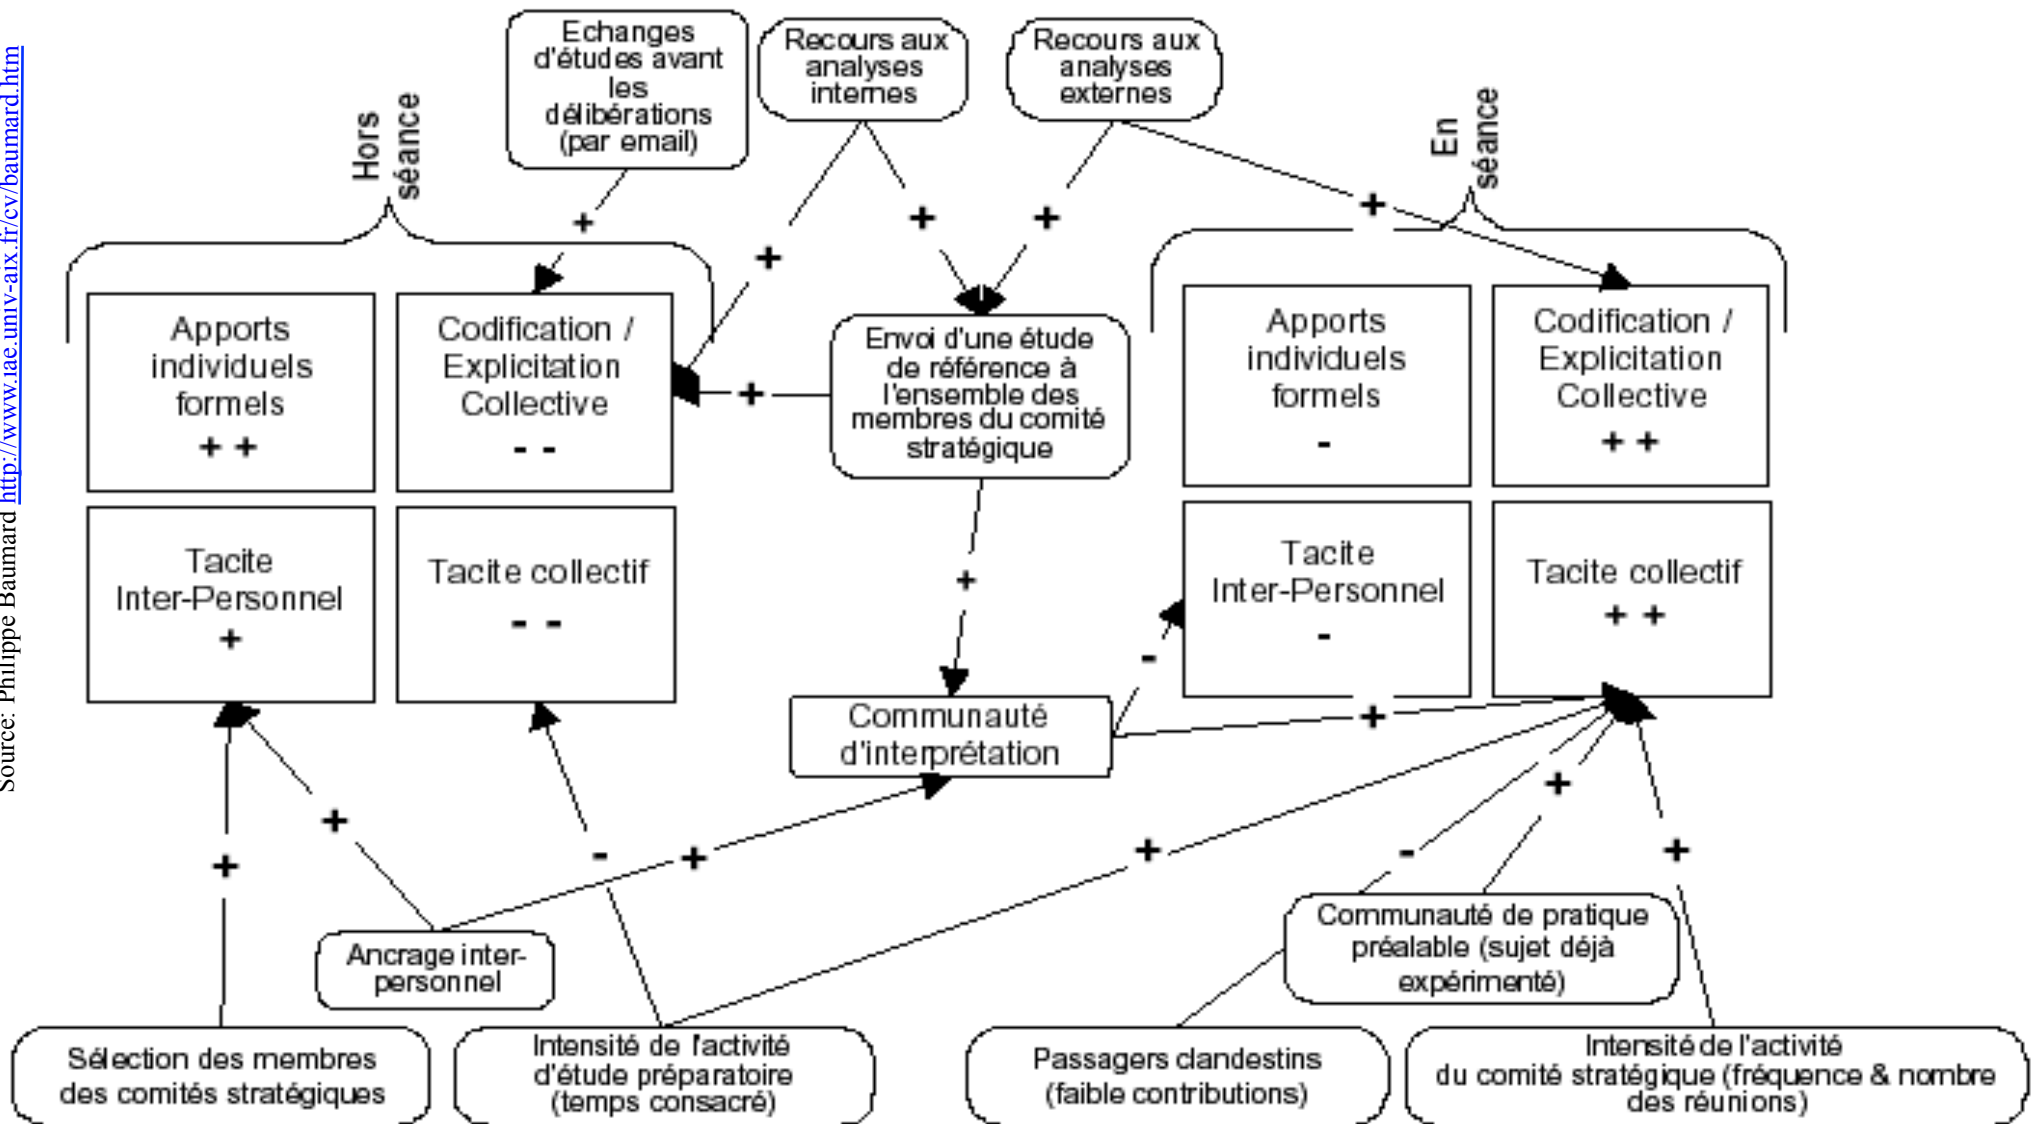 Source: Philippe Baumard http://www.iae.univ-aix.fr/cv/baumard.htm
Echanges
d'études avant
les
délibérations
(par email)
Recours aux
analyses
internes
Recours aux
analyses
externes
Hors
séance
En
séance
+
+
+
+
+
Apports
individuels
formels
+ +
Codification /
Explicitation
Collective
- -
+
Envoi d'une étude
de référence à
l'ensemble des
membres du comité
stratégique
Apports
individuels
formels
-
Codification /
Explicitation
Collective
+ +
Tacite
Inter-Personnel
+
Tacite collectif
- -
+
Tacite
Inter-Personnel
-
Tacite collectif
+ +
-
Communauté
d'interprétation
+
+
+
-
+
+
-
+
+
Ancrage inter-
personnel
Communauté de pratique
préalable (sujet déjà
expérimenté)
Sélection des membres
des comités stratégiques
Intensité de l'activité
d'étude préparatoire
(temps consacré)
Passagers clandestins
(faible contributions)
Intensité de l'activité
du comité stratégique (fréquence & nombre
des réunions)